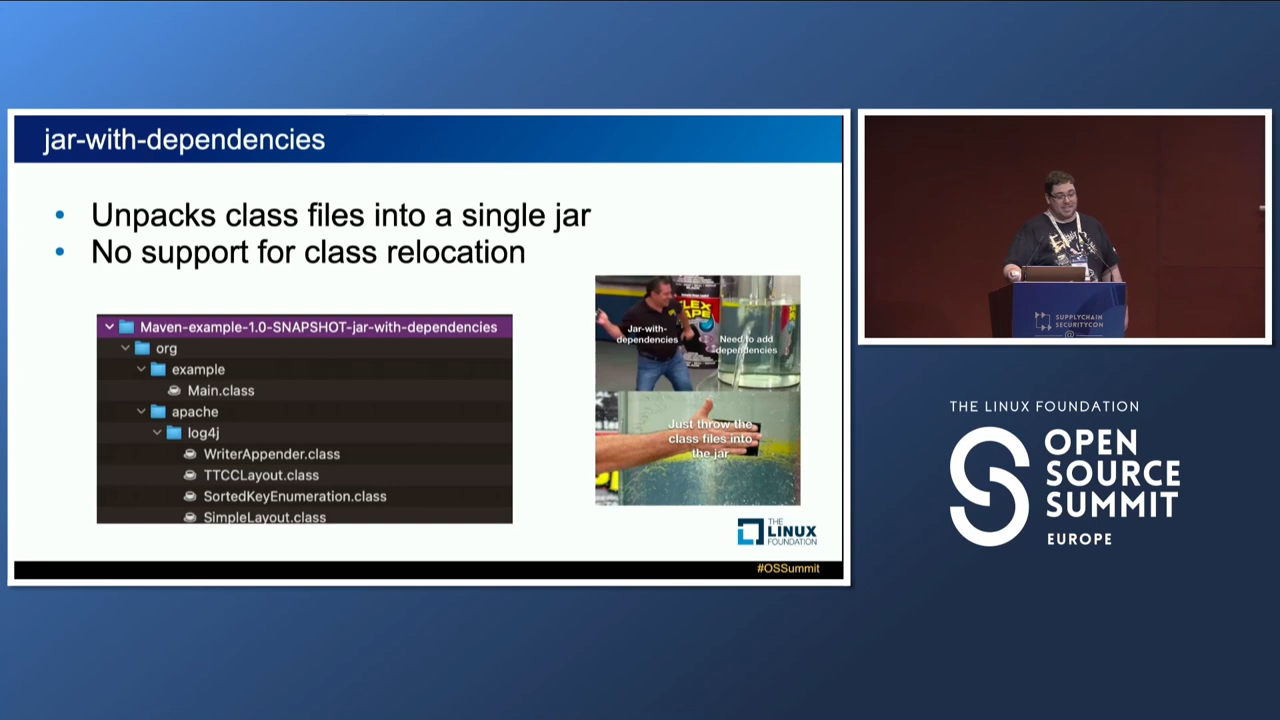 jar-with-dependencies
• Unpacks class files into a single jar
• No support for class relocation
Maven-example-1.0-SNAPSHOT-jar-with-dependencies
org
example
Main.class
apache
log4j
WriterAppender.class
TTCCLayout.class
SortedKeyEnumeration.class
SimpleLayout.class
Jar-with-
dependencies
Need to add
dependencies
Just throw the
class files into
the jar
THE
LINUX
FOUNDATION
#OSSummit
SUPPLYCHAIN
SECURITYCON
@
THE LINUX FOUNDATION
OPEN
SOURCE
SUMMIT
EUROPE